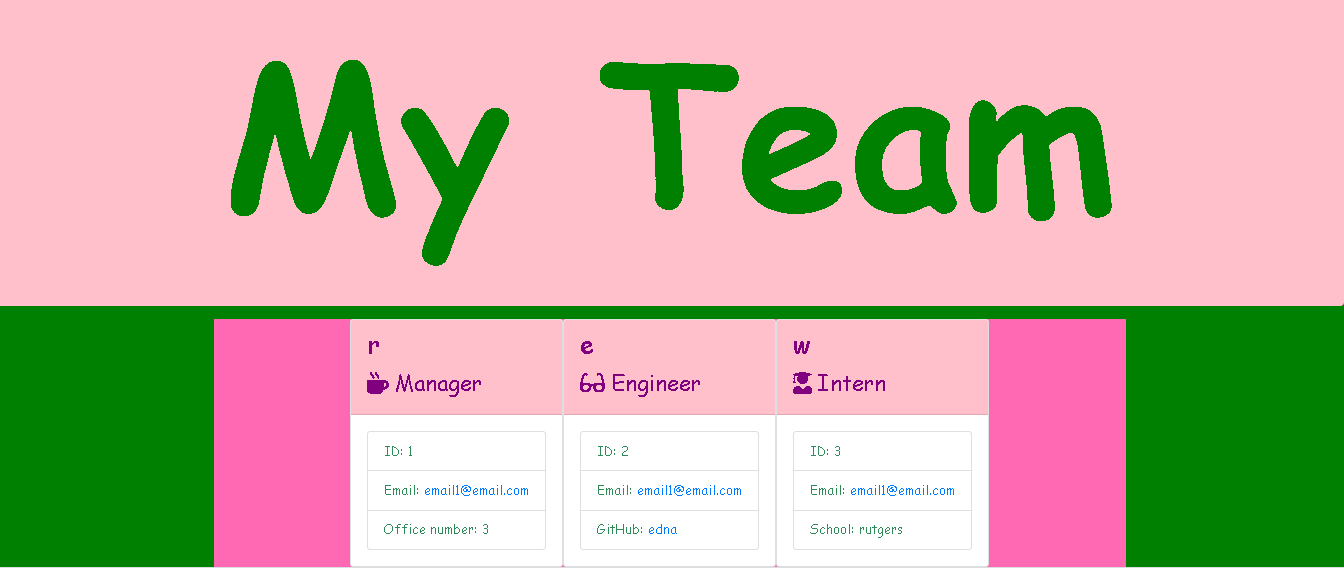 My Team
r
Manager
ID: 1
Email: email1@email.com
Office number: 3
e
Engineer
ID: 2
Email: email1@email.com
GitHub: edna
w
Intern
ID: 3
Email: email1@email.com
School: rutgers